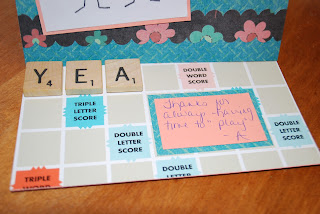 Y4 E1 A1
DOUBLE
WORD
SCORE
TRIPLE
LETTER
SCORE
Thanks for
always having
time to "play"
- K
DOUBLE
LETTER
SCORE
DOUBLE
LETTER
SCORE
TRIPLE
WORD
DOUBLE
LETTER